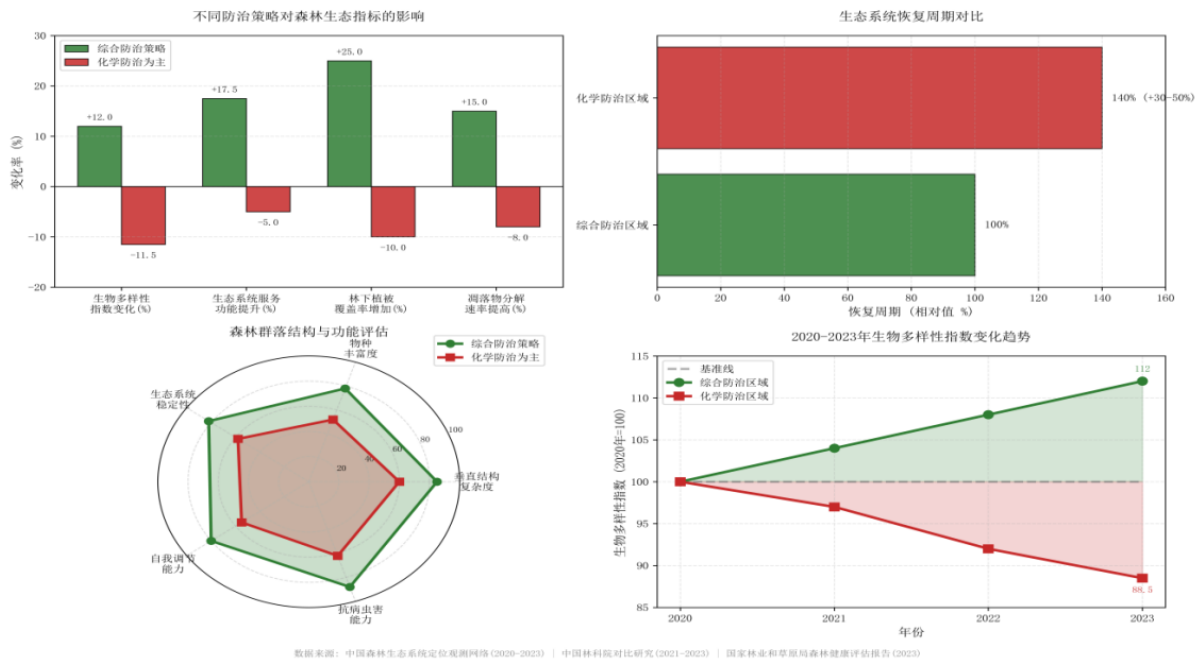 不同防治策略对森林生态指标的影响
综合防治策略
化学防治为主
变化率 (%)
30
20
10
0
-10
-20
+12.0
+17.5
+25.0
+15.0
-11.5
-5.0
-10.0
-8.0
生物多样性
指数变化(%)
生态系统服务
功能提升(%)
林下植被
覆盖率增加(%)
凋落物分解
速率提高(%)
生态系统恢复周期对比
化学防治区域
综合防治区域
140% (+30-50%)
100%
0
20
40
60
80
100
120
140
160
恢复周期 (相对值 %)
森林群落结构与功能评估
综合防治策略
化学防治为主
物种
丰富度
生态系统
稳定性
自我调节
能力
抗病虫害
能力
垂直结构
复杂度
20
40
60
80
100
2020-2023年生物多样性指数变化趋势
基准线
综合防治区域
化学防治区域
生物多样性指数 (2020年=100)
115
110
105
100
95
90
85
112
88.5
2020
2021
2022
2023
年份
数据来源: 中国森林生态系统定位观测网络(2020-2023) | 中国林科院对比研究(2021-2023) | 国家林业和草原局森林健康评估报告(2023)